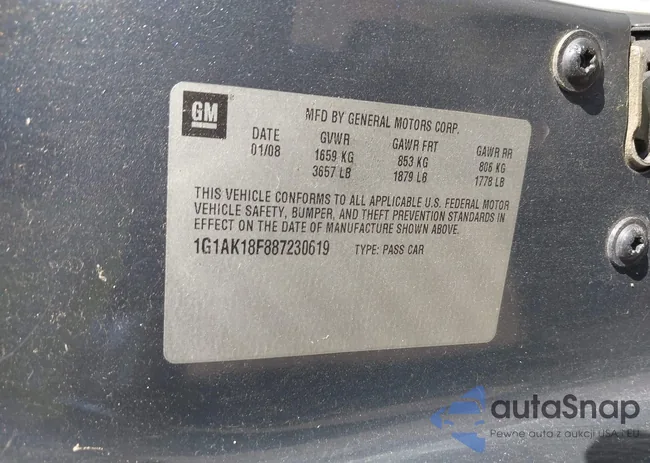 GM
MFD BY GENERAL MOTORS CORP.
DATE GVWR GAWR FRT GAWR RR
01/08 1659 KG 853 KG 806 KG
3657 LB 1879 LB 1778 LB
THIS VEHICLE CONFORMS TO ALL APPLICABLE U.S. FEDERAL MOTOR
VEHICLE SAFETY, BUMPER, AND THEFT PREVENTION STANDARDS IN
EFFECT ON THE DATE OF MANUFACTURE SHOWN ABOVE.
1G1AK18F887230619 TYPE: PASS CAR
autoSnap
Pewne auta z aukcji USA i EU